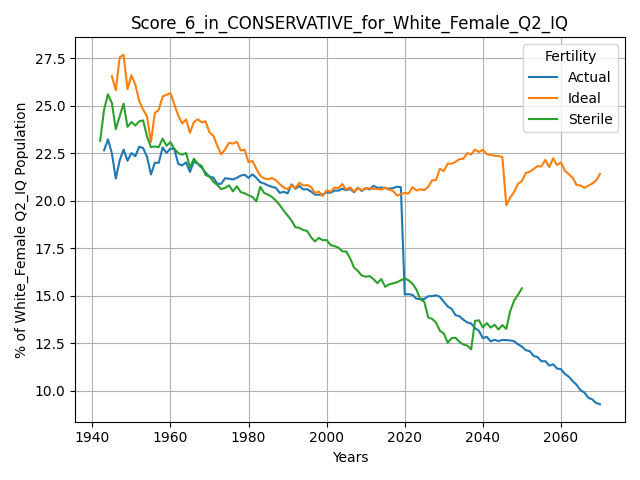 Score_6_in_CONSERVATIVE_for_White_Female_Q2_IQ
Fertility
Actual
Ideal
Sterile
% of White_Female Q2_IQ Population
27.5
25.0
22.5
20.0
17.5
15.0
12.5
10.0
1940 1960 1980 2000 2020 2040 2060
Years